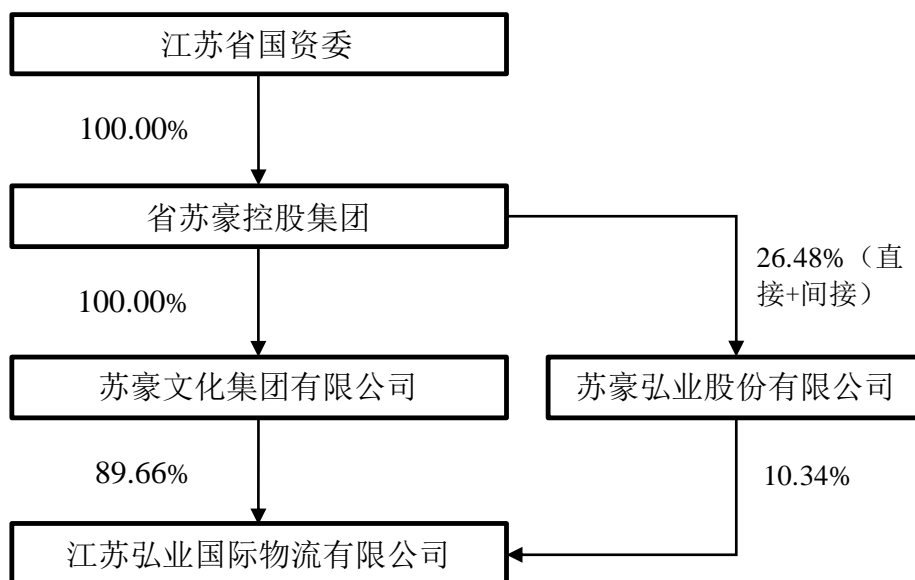 江苏省国资委
100.00%
省苏豪控股集团
26.48%（直
接+间接）
100.00%
苏豪文化集团有限公司
苏豪弘业股份有限公司
89.66%
10.34%
江苏弘业国际物流有限公司